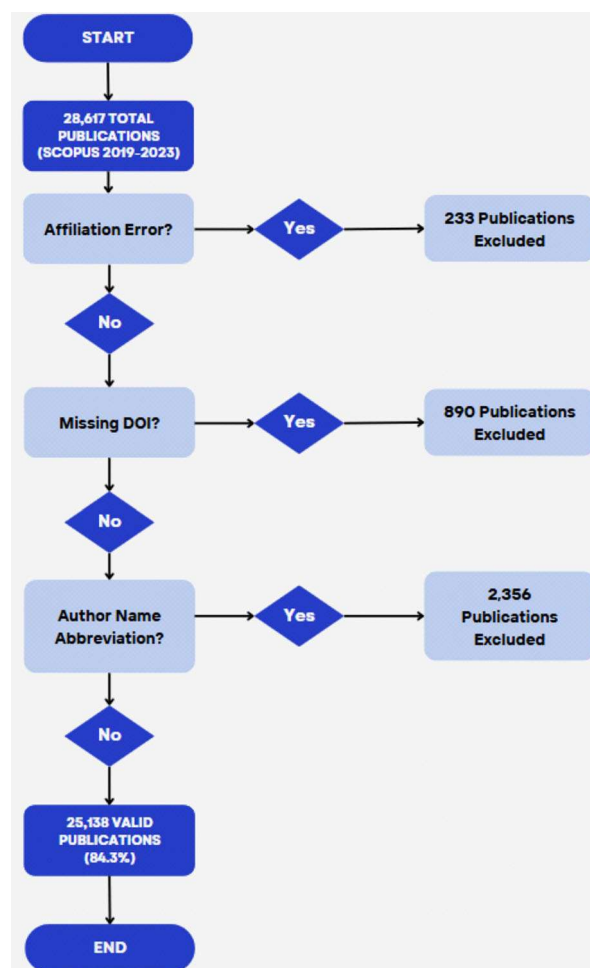 START
28,617 TOTAL
PUBLICATIONS
(SCOPUS 2019-2023)
Affiliation Error?
Yes
233 Publications
Excluded
No
Missing DOI?
Yes
890 Publications
Excluded
No
Author Name
Abbreviation?
Yes
2,356
Publications
Excluded
No
25,138 VALID
PUBLICATIONS
(84.3%)
END